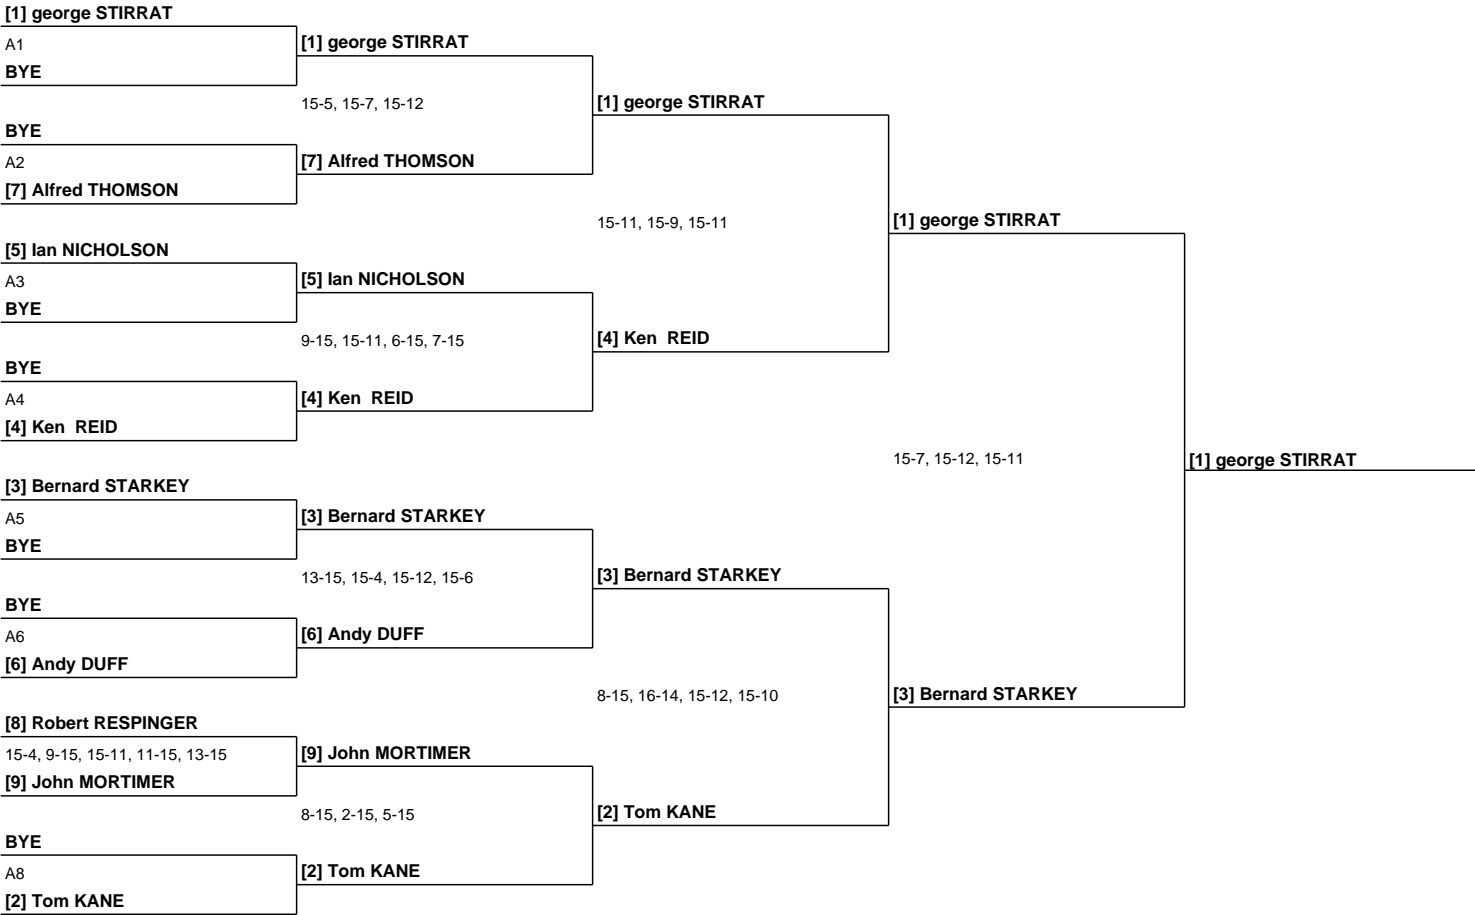 [1] george STIRRAT
A1
BYE
BYE
A2
[7] Alfred THOMSON
[5] Ian NICHOLSON
A3
BYE
BYE
A4
[4] Ken  REID
[3] Bernard STARKEY
A5
BYE
BYE
A6
[6] Andy DUFF
[8] Robert RESPINGER
15-4, 9-15, 15-11, 11-15, 13-15
[9] John MORTIMER
BYE
A8
[2] Tom KANE
[1] george STIRRAT
15-5, 15-7, 15-12
[7] Alfred THOMSON
[5] Ian NICHOLSON
9-15, 15-11, 6-15, 7-15
[4] Ken  REID
[3] Bernard STARKEY
13-15, 15-4, 15-12, 15-6
[6] Andy DUFF
[9] John MORTIMER
8-15, 2-15, 5-15
[2] Tom KANE
[1] george STIRRAT
15-11, 15-9, 15-11
[4] Ken  REID
[3] Bernard STARKEY
8-15, 16-14, 15-12, 15-10
[2] Tom KANE
[1] george STIRRAT
15-7, 15-12, 15-11
[3] Bernard STARKEY
[1] george STIRRAT